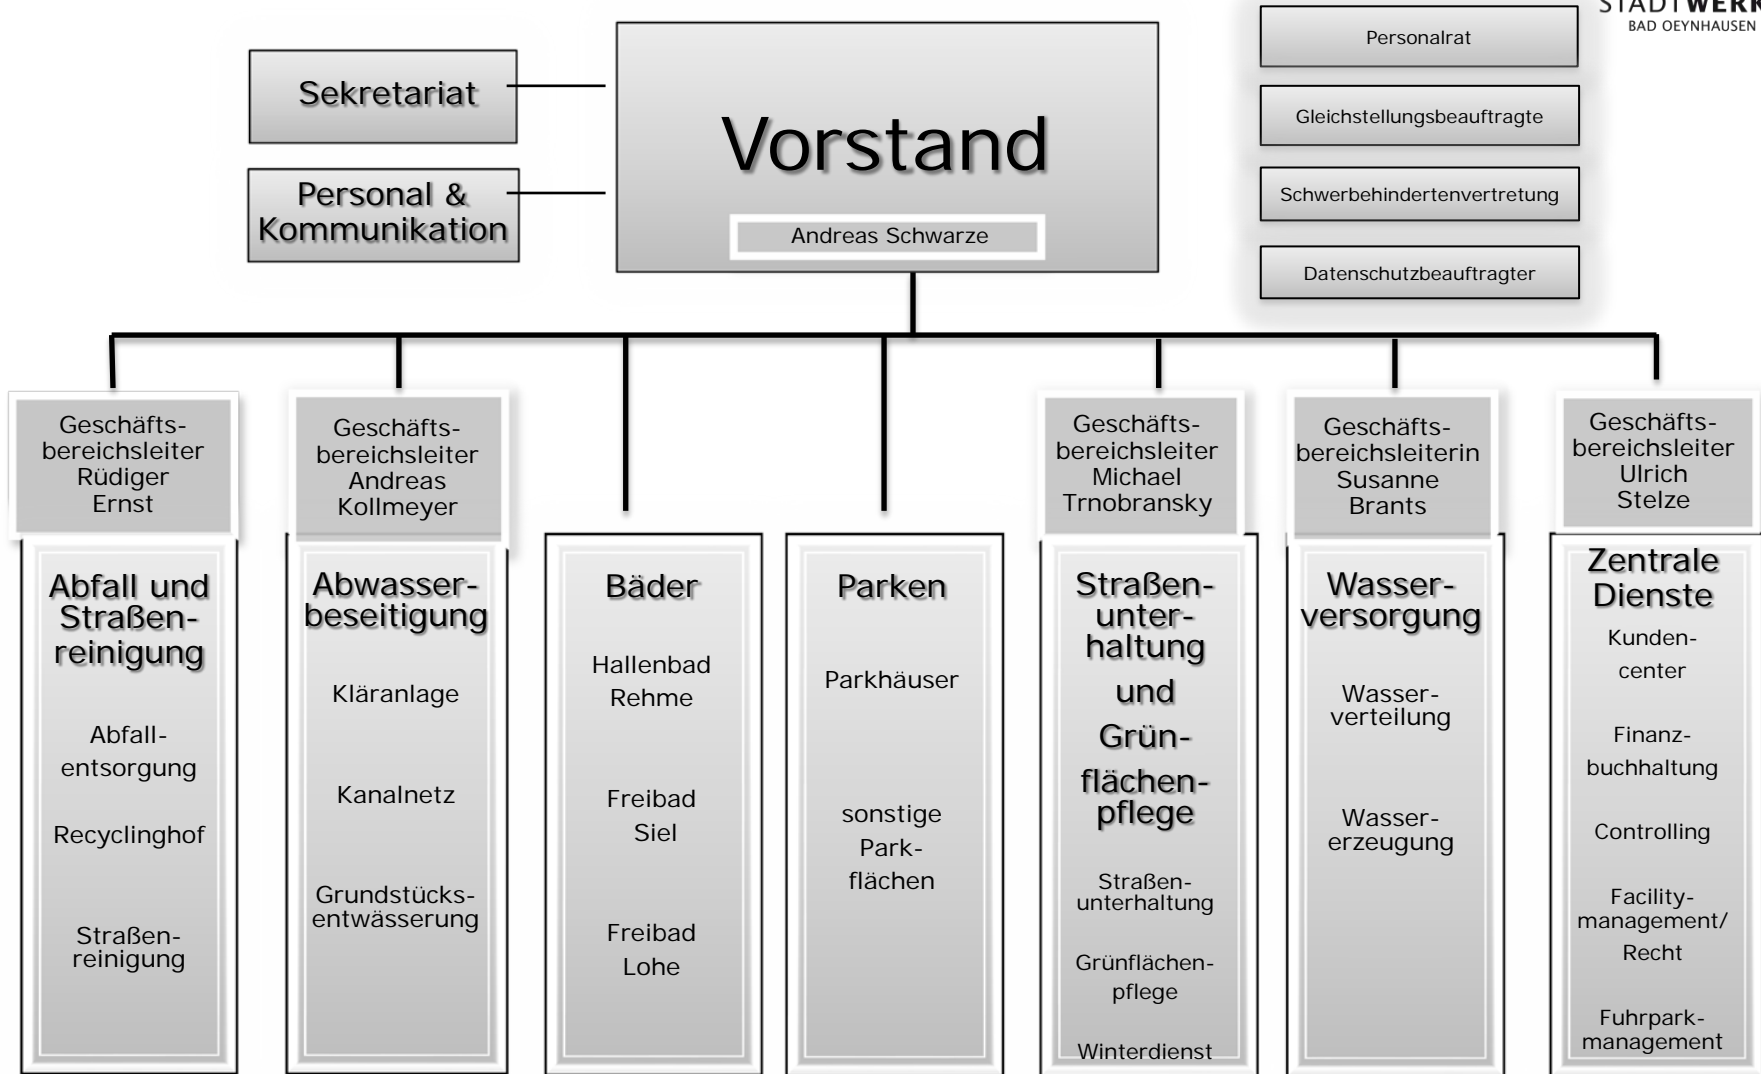 STADTWERK
BAD OEYNHAUSEN
Sekretariat
Personal &
Kommunikation
Vorstand
Andreas Schwarze
Personalrat
Gleichstellungsbeauftragte
Schwerbehindertenvertretung
Datenschutzbeauftragter
Geschäfts-
bereichsleiter
Rüdiger
Ernst
Abfall und
Straßen-
reinigung
Abfall-
entsorgung
Recyclinghof
Straßen-
reinigung
Geschäfts-
bereichsleiter
Andreas
Kollmeyer
Abwasser-
beseitigung
Kläranlage
Kanalnetz
Grundstücks-
entwässerung
Bäder
Hallenbad
Rehme
Freibad
Siel
Freibad
Lohe
Parken
Parkhäuser
sonstige
Park-
flächen
Geschäfts-
bereichsleiter
Michael
Trnobransky
Straßen-
unter-
haltung
und
Grün-
flächen-
pflege
Straßen-
unterhaltung
Grünflächen-
pflege
Winterdienst
Geschäfts-
bereichsleiterin
Susanne
Brants
Wasser-
versorgung
Wasser-
verteilung
Wasser-
erzeugung
Geschäfts-
bereichsleiter
Ulrich
Stelze
Zentrale
Dienste
Kunden-
center
Finanz-
buchhaltung
Controlling
Facility-
management/
Recht
Fuhrpark-
management